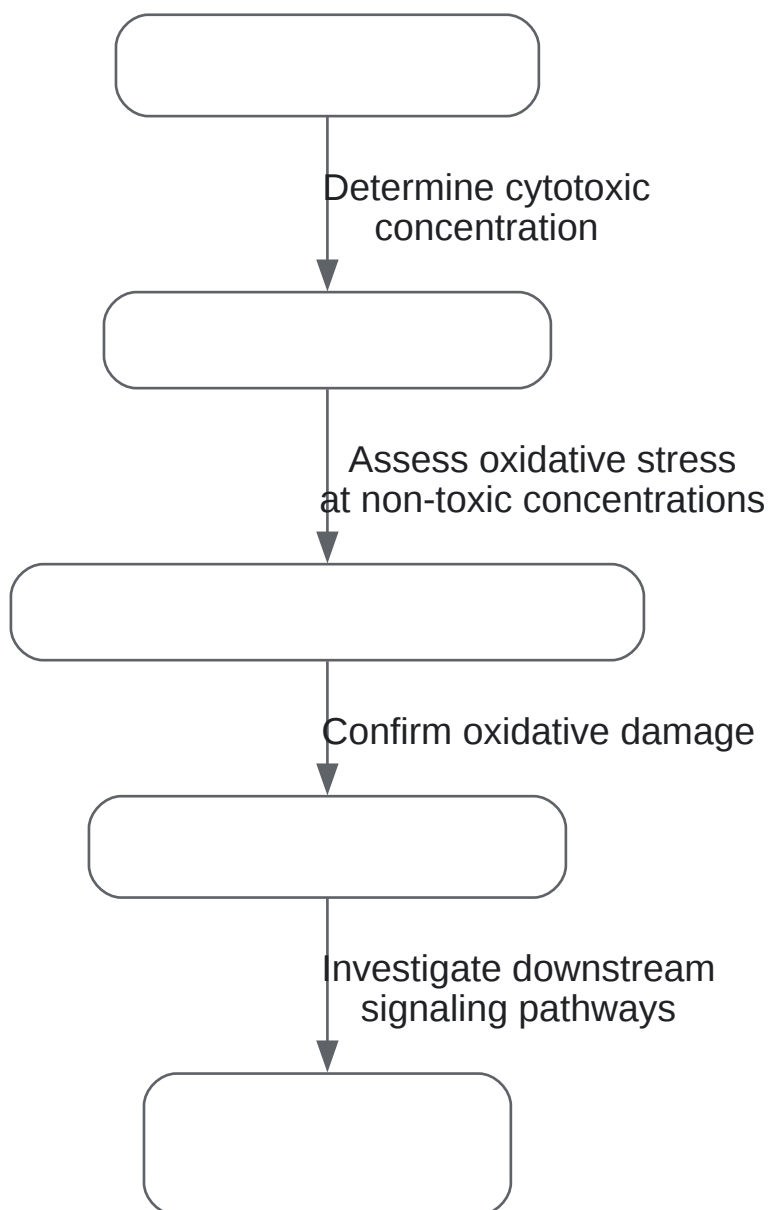 Determine cytotoxic
concentration
Assess oxidative stress
at non-toxic concentrations
Confirm oxidative damage
Investigate downstream
signaling pathways